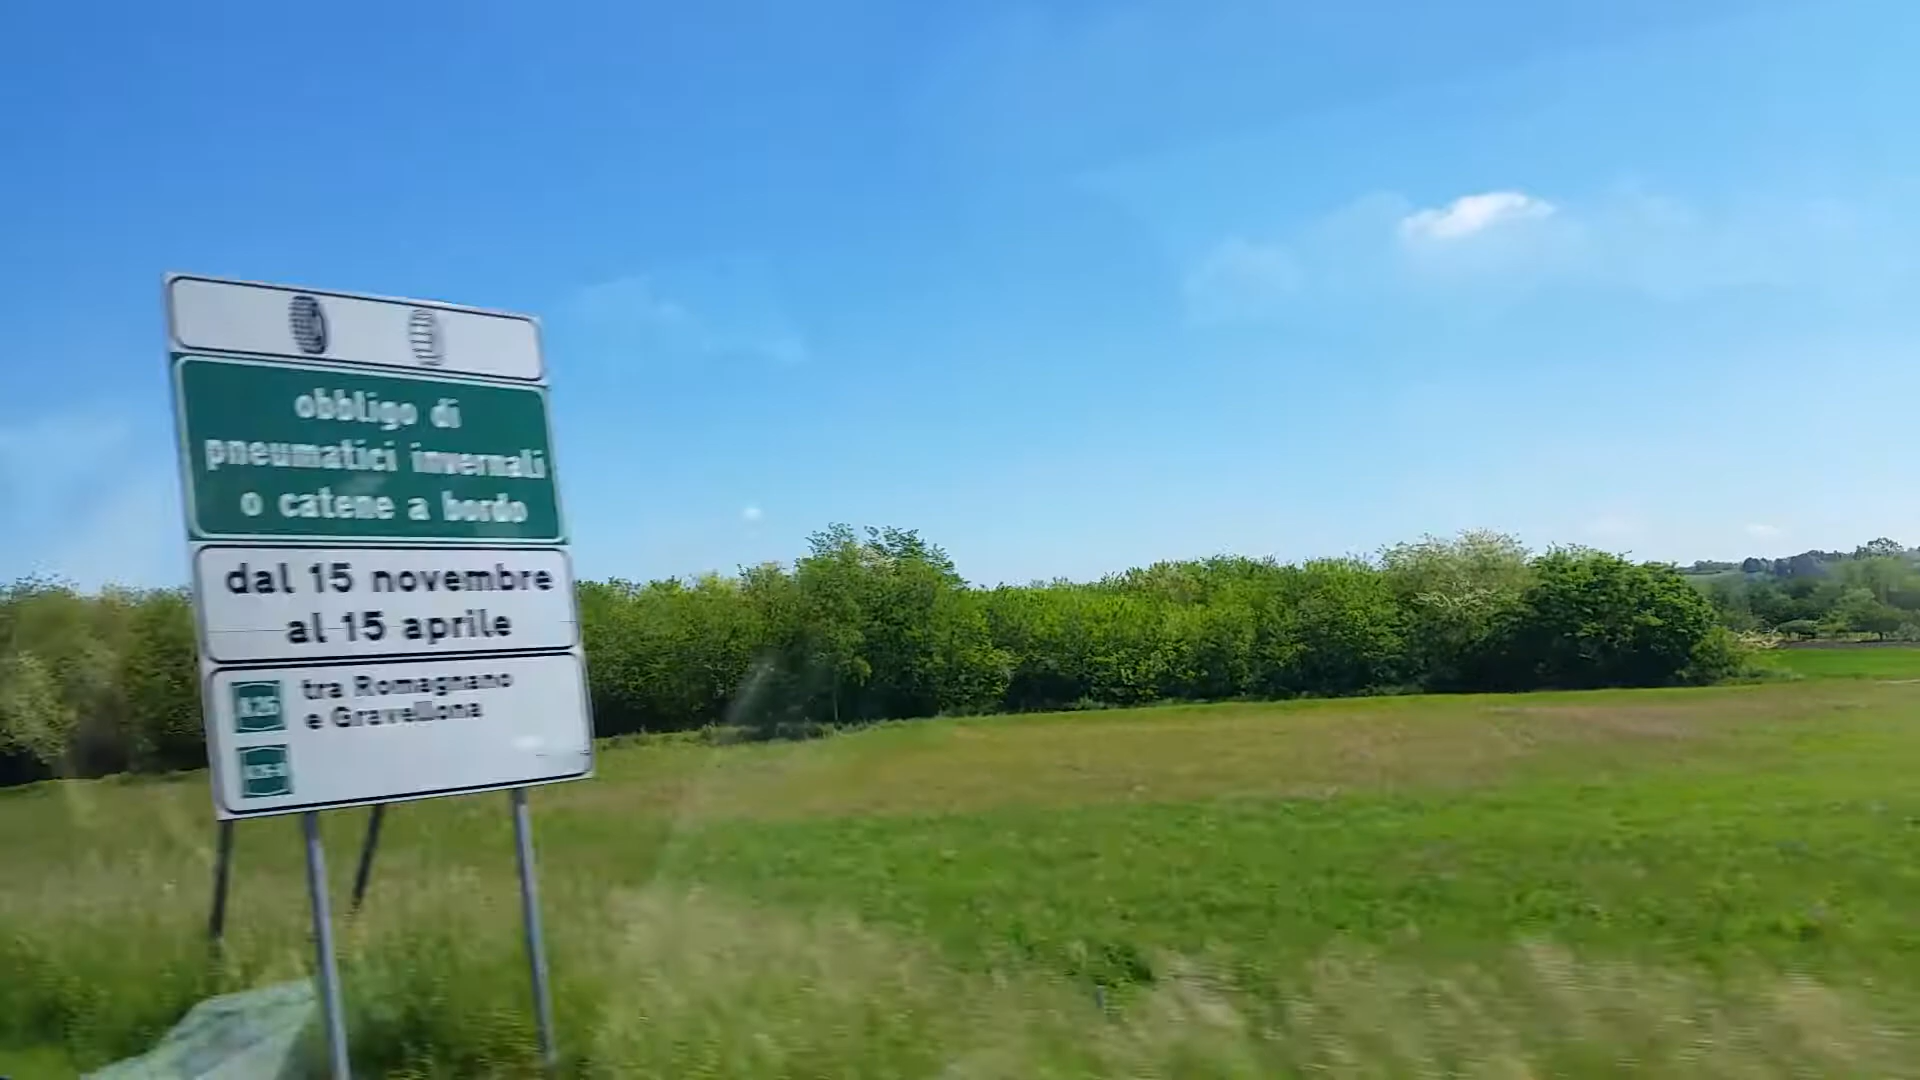 obbligo di
pneumatici invernali
o catene a bordo
dal 15 novembre
al 15 aprile
A26 tra Romagnano
e Gravellona